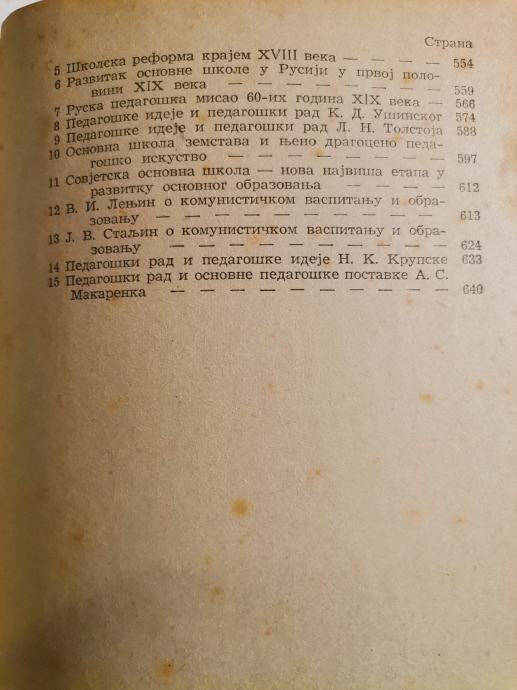 Страна
5 Школска реформа крајем XVIII века — — — — 554
6 Развитак основне школе у Русији у првој поло-
вини XIX века — — — — — — — 559
7 Руска педагошка мисао 60-их година XIX века — 566
8 Педагошке идеје и педагошки рад К. Д. Ушинског 574
9 Педагошке идеје и педагошки рад Л. Н. Толстоја 588
10 Основна школа земстава и њено драгоцено педа-
гошко искуство — — — — — — — 597
11 Совјетска основна школа — нова највиша етапа у
развитку основног образовања — — — — 612
12 В. И. Лењин о комунистичком васпитању и обра-
зовању — — — — — — — — — 613
13 Ј. В. Стаљин о комунистичком васпитању и обра-
зовању — — — — — — — — — 624
14 Педагошки рад и педагошке идеје Н. К. Крупске 633
15 Педагошки рад и основне педагошке поставке А. С.
Макаренка — — — — — — — — — 640